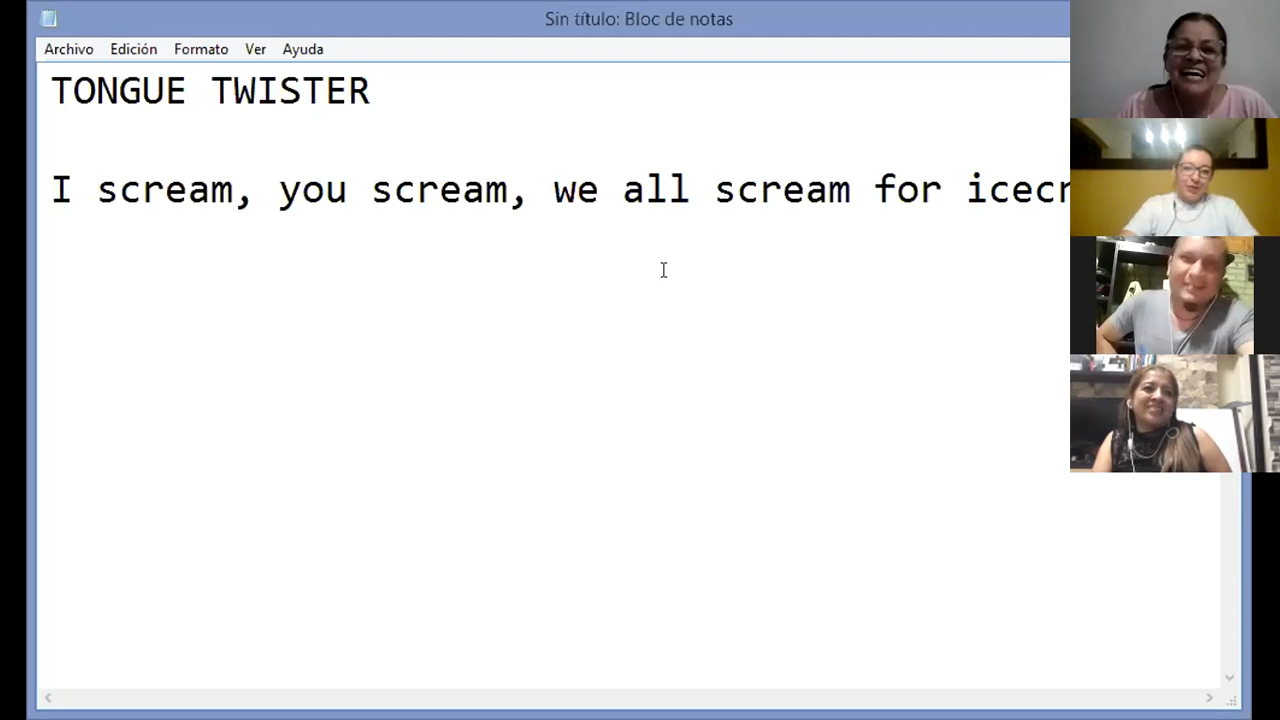 Sin título: Bloc de notas
Archivo Edición Formato Ver Ayuda
TONGUE TWISTER
I scream, you scream, we all scream for